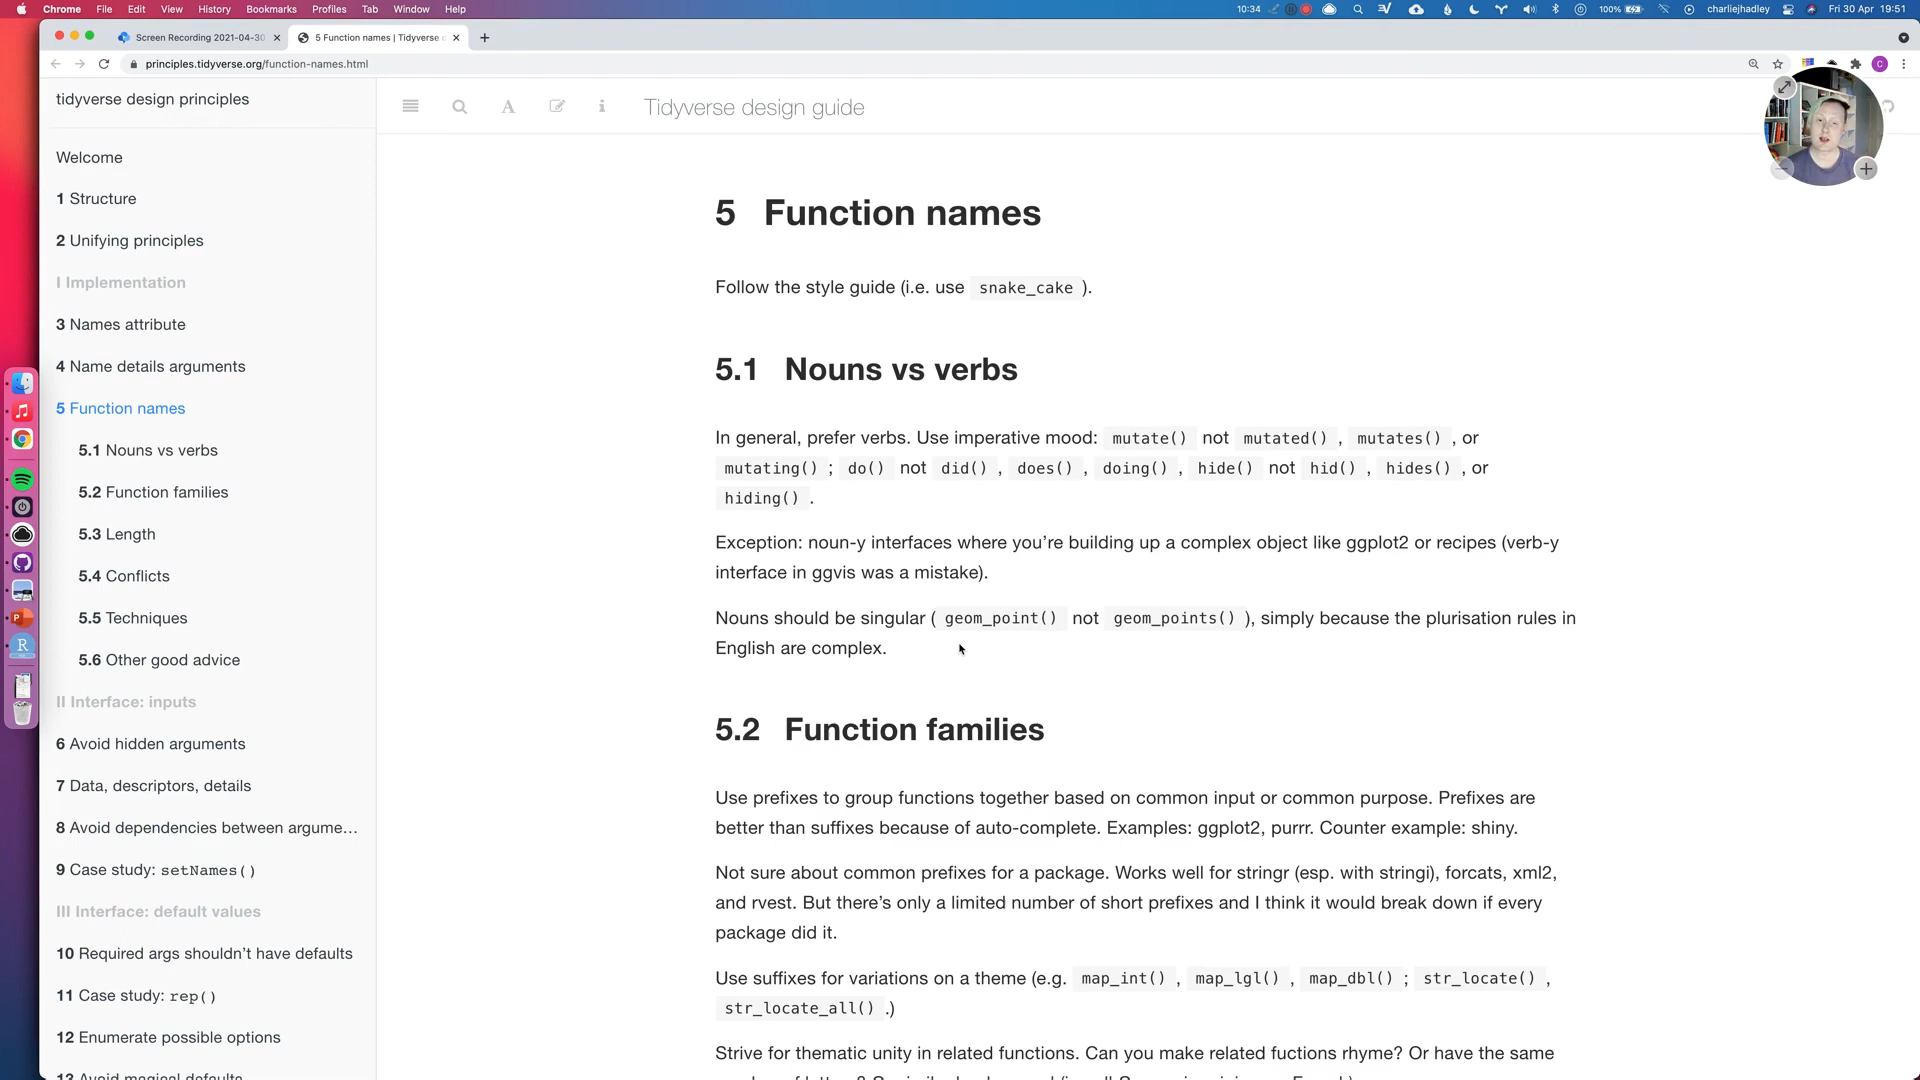 Chrome File Edit View History Bookmarks Profiles Tab Window Help 10:34 100% charliejhadley Fri 30 Apr 19:51
Screen Recording 2021-04-30 5 Function names | Tidyverse d
principles.tidyverse.org/function-names.html
tidyverse design principles
Welcome
1 Structure
2 Unifying principles
I Implementation
3 Names attribute
4 Name details arguments
5 Function names
5.1 Nouns vs verbs
5.2 Function families
5.3 Length
5.4 Conflicts
5.5 Techniques
5.6 Other good advice
II Interface: inputs
6 Avoid hidden arguments
7 Data, descriptors, details
8 Avoid dependencies between argume…
9 Case study: setNames()
III Interface: default values
10 Required args shouldn’t have defaults
11 Case study: rep()
12 Enumerate possible options
13 Avoid magical defaults
Tidyverse design guide
5 Function names
Follow the style guide (i.e. use snake_cake ).
5.1 Nouns vs verbs
In general, prefer verbs. Use imperative mood: mutate() not mutated() , mutates() , or
mutating() ; do() not did() , does() , doing() , hide() not hid() , hides() , or
hiding() .
Exception: noun-y interfaces where you’re building up a complex object like ggplot2 or recipes (verb-y
interface in ggvis was a mistake).
Nouns should be singular ( geom_point() not geom_points() ), simply because the plurisation rules in
English are complex.
5.2 Function families
Use prefixes to group functions together based on common input or common purpose. Prefixes are
better than suffixes because of auto-complete. Examples: ggplot2, purrr. Counter example: shiny.
Not sure about common prefixes for a package. Works well for stringr (esp. with stringi), forcats, xml2,
and rvest. But there’s only a limited number of short prefixes and I think it would break down if every
package did it.
Use suffixes for variations on a theme (e.g. map_int() , map_lgl() , map_dbl() ; str_locate() ,
str_locate_all() .)
Strive for thematic unity in related functions. Can you make related fuctions rhyme? Or have the same